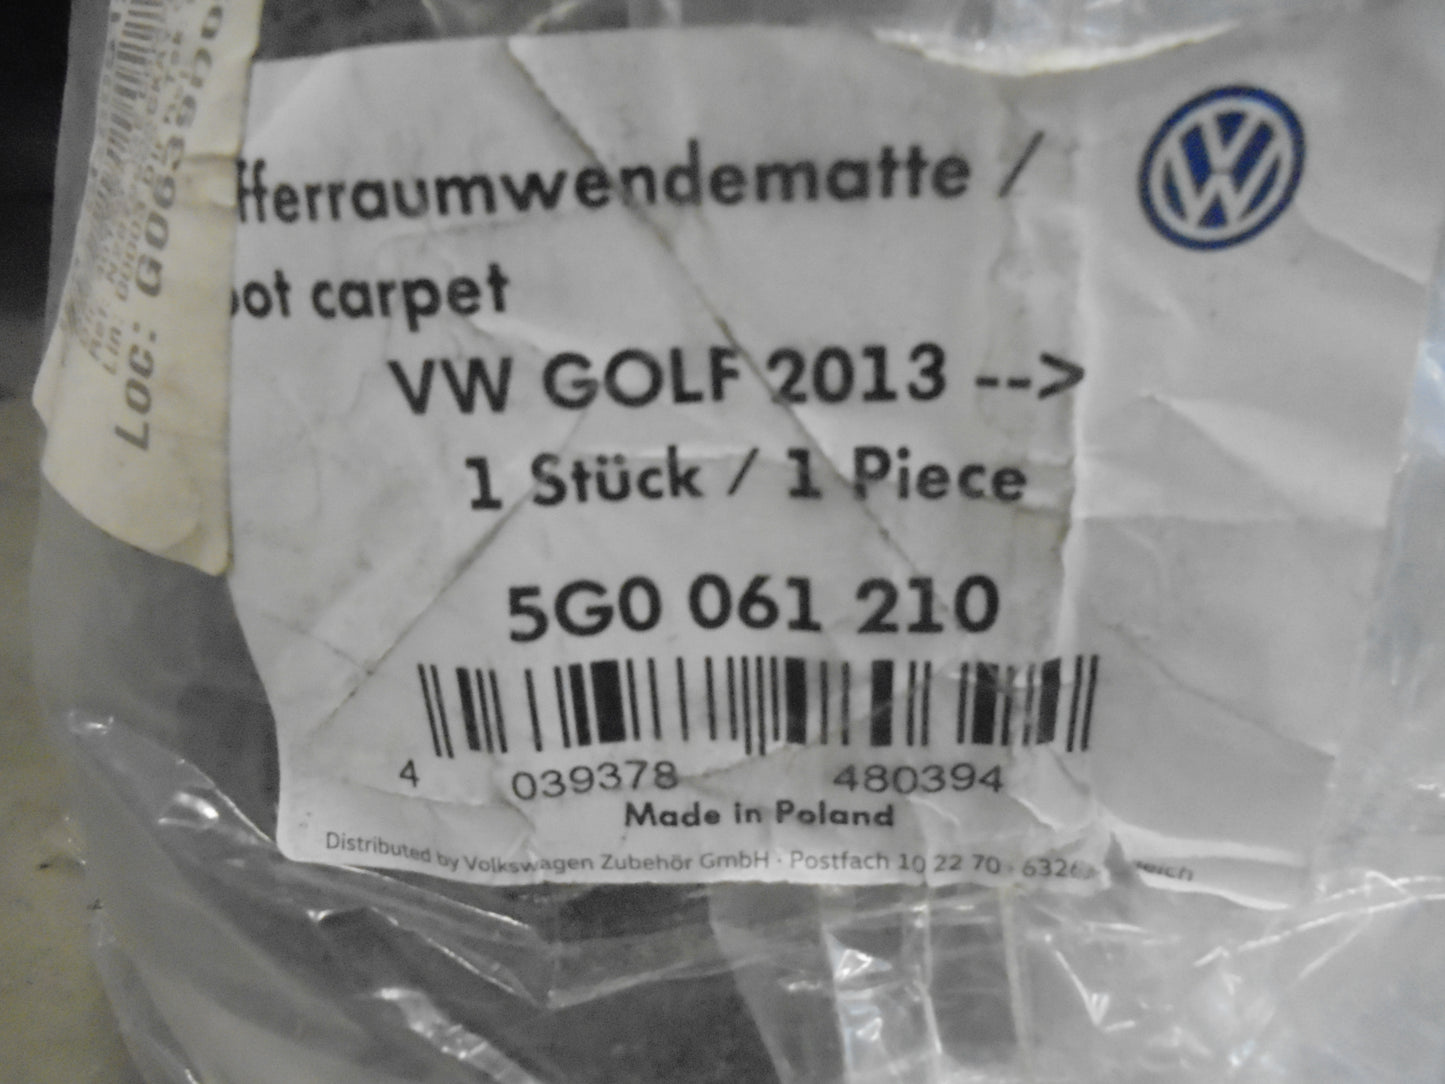 fferraumwendematte /
oot carpet
VW GOLF 2013 -->
1 Stück / 1 Piece
5G0 061 210
4 039378 480394
Made in Poland
Distributed by Volkswagen Zubehör GmbH · Postfach 10 22 70 ·
LOC: